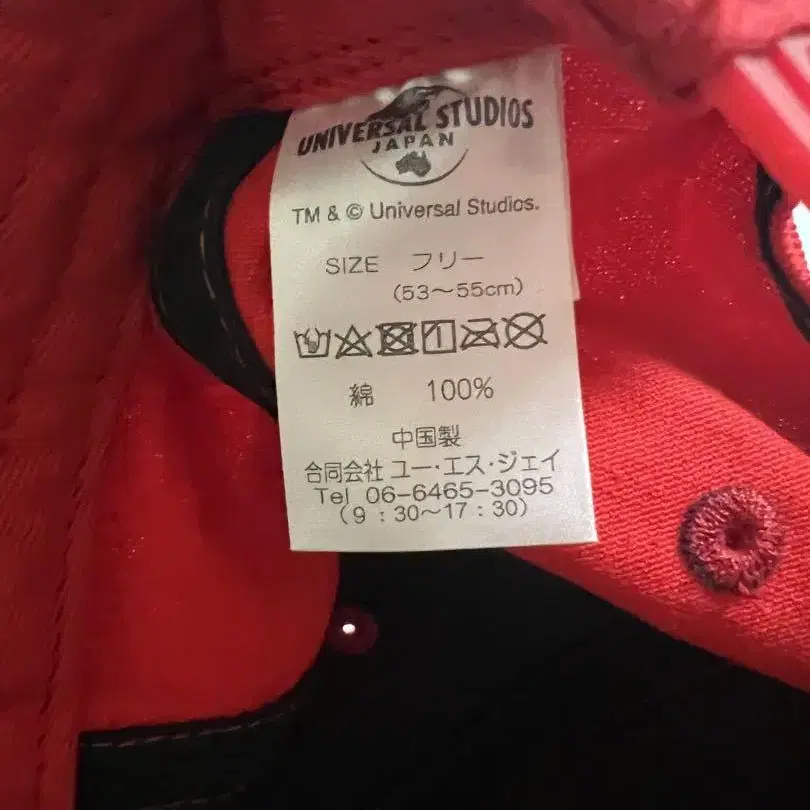 UNIVERSAL STUDIOS
JAPAN
TM & © Universal Studios.
SIZE フリー
(53～55cm)
綿 100%
中国製
合同会社 ユー・エス・ジェイ
Tel 06-6465-3095
(9：30～17：30)